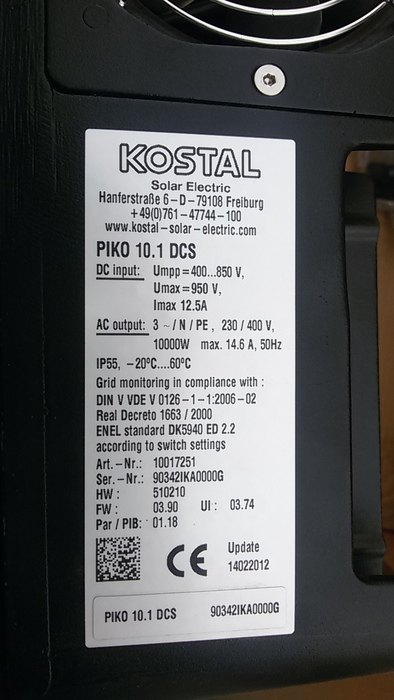 KOSTAL
Solar Electric
Hanferstraße 6-D-79108 Freiburg
+49(0)761-47744-100
www.kostal-solar-electric.com
PIKO 10.1 DCS
DC input: Umpp=400...850 V,
Umax=950 V,
Imax 12.5A
AC output: 3 ~/N/PE, 230/400 V,
10000W max. 14.6 A, 50Hz
IP55, -20°C....60°C
Grid monitoring in compliance with :
DIN V VDE V 0126-1-1:2006-02
Real Decreto 1663 / 2000
ENEL standard DK5940 ED 2.2
according to switch settings
Art.-Nr.: 10017251
Ser.-Nr.: 90342IKA0000G
HW : 510210
FW : 03.90 UI : 03.74
Par / PIB: 01.18
CE Update
14022012
PIKO 10.1 DCS 90342IKA0000G